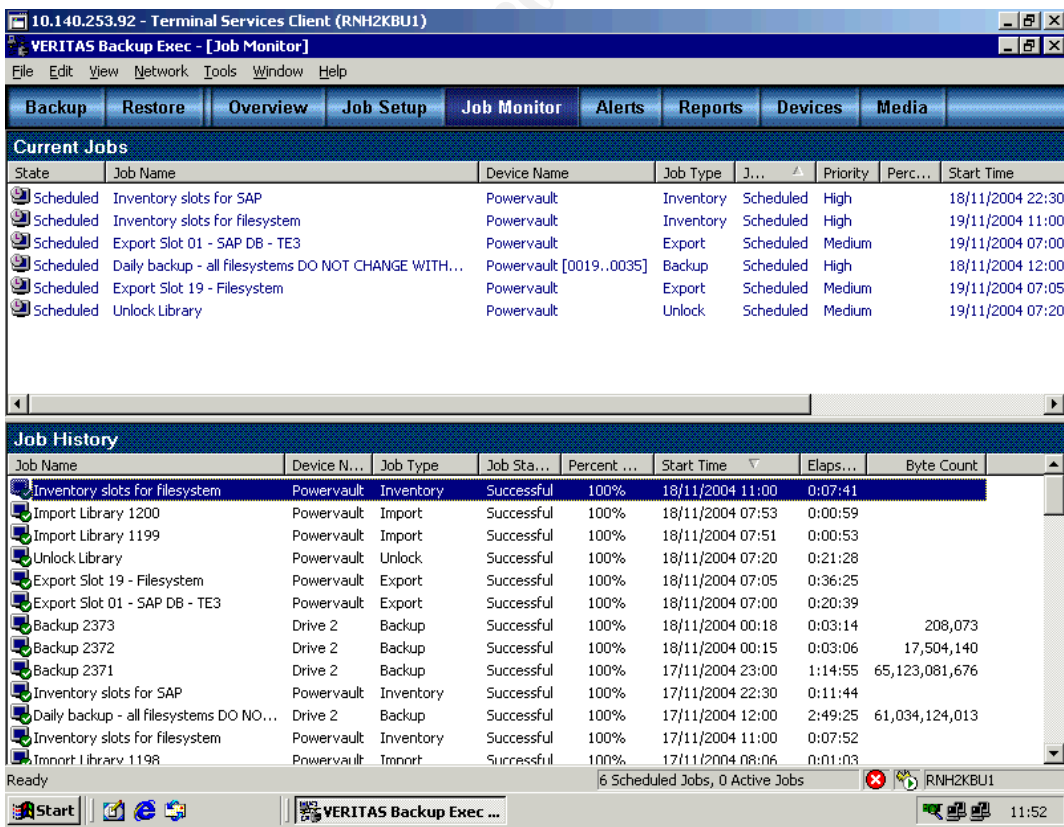 10.140.253.92 - Terminal Services Client (RNH2KBU1)
VERITAS Backup Exec - [Job Monitor]
File Edit View Network Tools Window Help
Backup Restore Overview Job Setup Job Monitor Alerts Reports Devices Media
Current Jobs
State Job Name Device Name Job Type J... Priority Perc... Start Time
Scheduled Inventory slots for SAP Powervault Inventory Scheduled High 18/11/2004 22:30
Scheduled Inventory slots for filesystem Powervault Inventory Scheduled High 19/11/2004 11:00
Scheduled Export Slot 01 - SAP DB - TE3 Powervault Export Scheduled Medium 19/11/2004 07:00
Scheduled Daily backup - all filesystems DO NOT CHANGE WITH... Powervault [0019..0035] Backup Scheduled High 18/11/2004 12:00
Scheduled Export Slot 19 - Filesystem Powervault Export Scheduled Medium 19/11/2004 07:05
Scheduled Unlock Library Powervault Unlock Scheduled Medium 19/11/2004 07:20
Job History
Job Name Device N... Job Type Job Sta... Percent ... Start Time Elaps... Byte Count
Inventory slots for filesystem Powervault Inventory Successful 100% 18/11/2004 11:00 0:07:41
Import Library 1200 Powervault Import Successful 100% 18/11/2004 07:53 0:00:59
Import Library 1199 Powervault Import Successful 100% 18/11/2004 07:51 0:00:53
Unlock Library Powervault Unlock Successful 100% 18/11/2004 07:20 0:21:28
Export Slot 19 - Filesystem Powervault Export Successful 100% 18/11/2004 07:05 0:36:25
Export Slot 01 - SAP DB - TE3 Powervault Export Successful 100% 18/11/2004 07:00 0:20:39
Backup 2373 Drive 2 Backup Successful 100% 18/11/2004 00:18 0:03:14 208,073
Backup 2372 Drive 2 Backup Successful 100% 18/11/2004 00:15 0:03:06 17,504,140
Backup 2371 Drive 2 Backup Successful 100% 17/11/2004 23:00 1:14:55 65,123,081,676
Inventory slots for SAP Powervault Inventory Successful 100% 17/11/2004 22:30 0:11:44
Daily backup - all filesystems DO NO... Drive 2 Backup Successful 100% 17/11/2004 12:00 2:49:25 61,034,124,013
Inventory slots for filesystem Powervault Inventory Successful 100% 17/11/2004 11:00 0:07:52
Import Library 1198 Powervault Import Successful 100% 17/11/2004 08:06 0:01:03
Ready 6 Scheduled Jobs, 0 Active Jobs RNH2KBU1
Start VERITAS Backup Exec ... 11:52